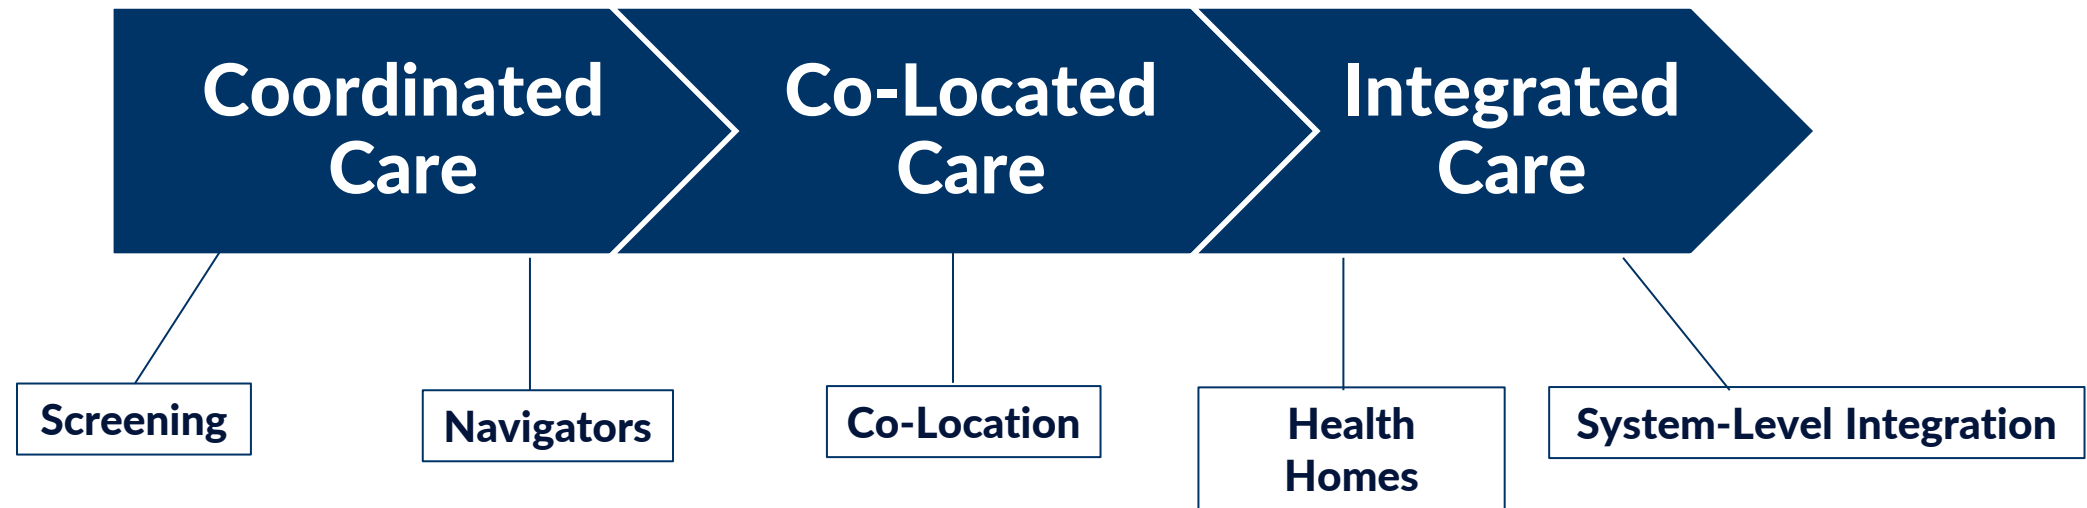 Coordinated
Care
Co-Located
Care
Integrated
Care
Screening
Navigators
Co-Location
Health
Homes
System-Level Integration